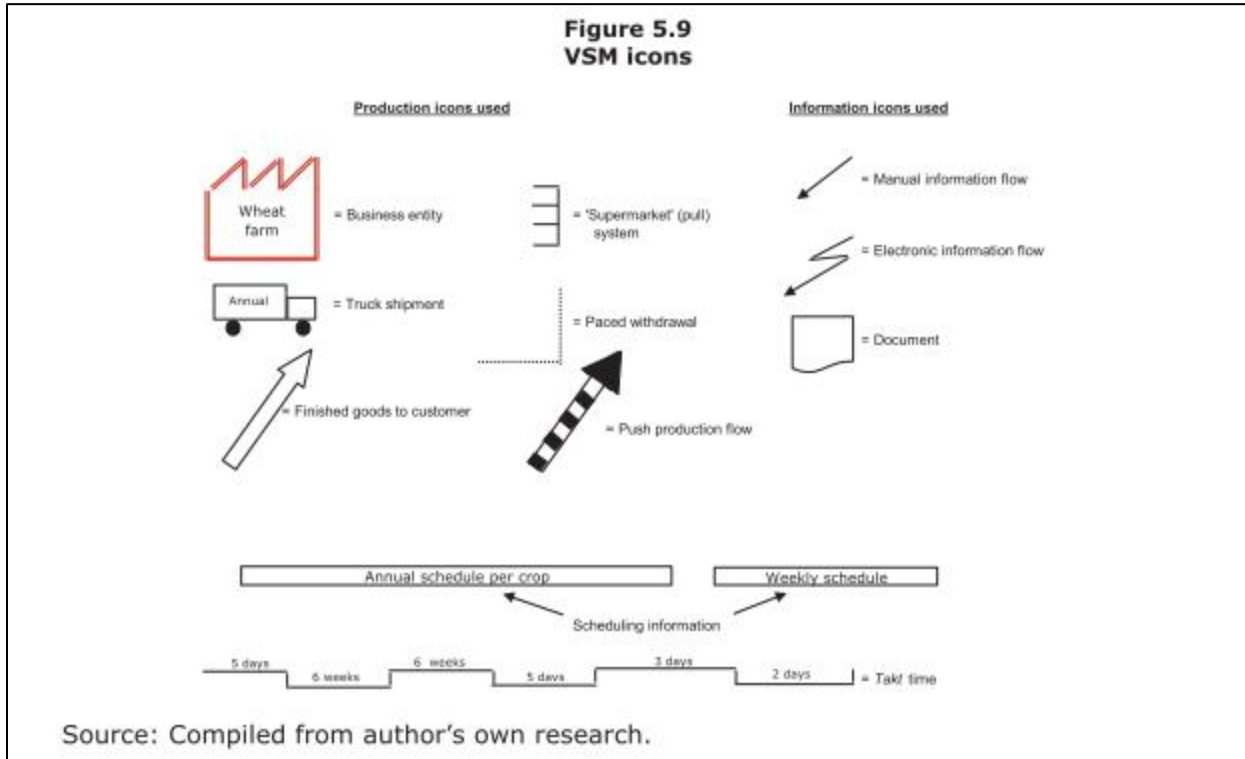 Figure 5.9
VSM icons
Production icons used
Information icons used
Wheat
farm
= Business entity
= 'Supermarket' (pull)
system
= Manual information flow
= Electronic information flow
Annual
= Truck shipment
= Paced withdrawal
= Document
= Finished goods to customer
= Push production flow
Annual schedule per crop
Weekly schedule
Scheduling information
5 days
6 weeks
6 weeks
5 days
3 days
2 days
= Takt time
Source: Compiled from author's own research.